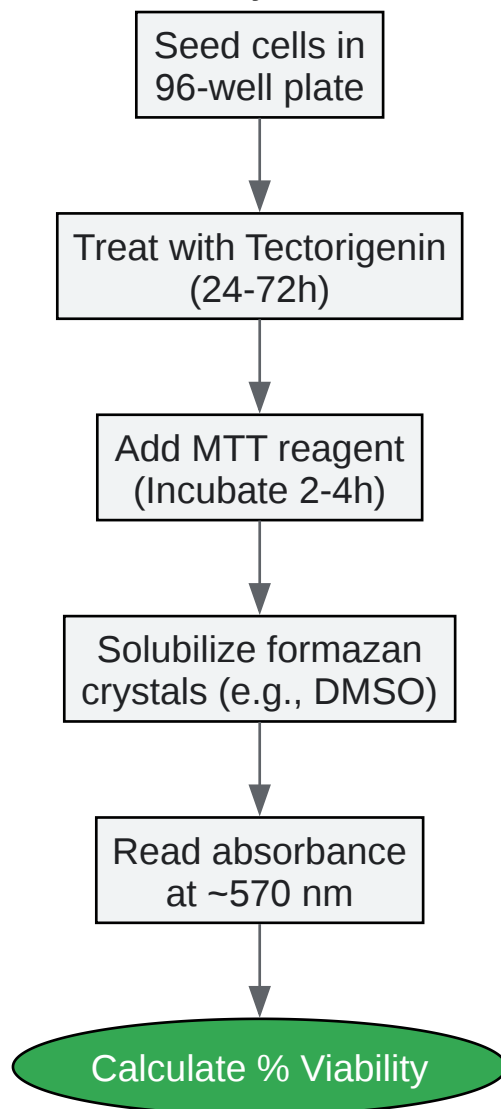 Seed cells in
96-well plate
Treat with Tectorigenin
(24-72h)
Add MTT reagent
(Incubate 2-4h)
Solubilize formazan
crystals (e.g., DMSO)
Read absorbance
at ~570 nm
Calculate % Viability